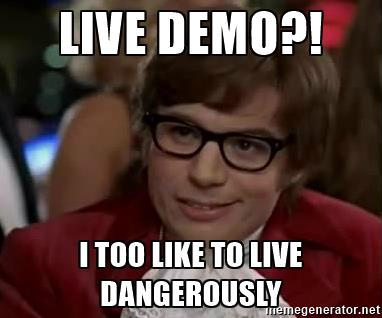 LIVE DEMO?!
I TOO LIKE TO LIVE
DANGEROUSLY
memegenerator.net